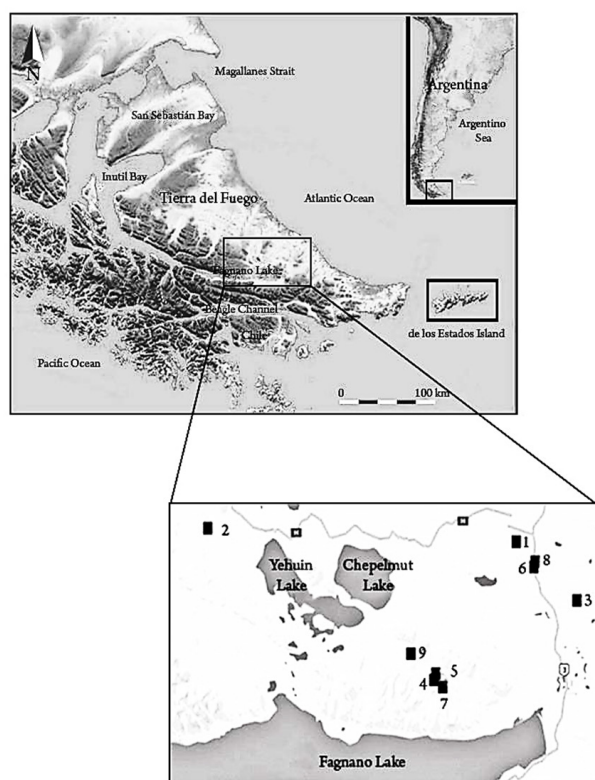 N
Magallanes Strait
San Sebastián Bay
Inutil Bay
Tierra del Fuego
Atlantic Ocean
Fagnano Lake
Beagle Channel
Chile
Pacific Ocean
de los Estados Island
0 100 km
Argentina
Argentino
Sea
2
1
8
6
3
Yehuin
Lake
Chepelmut
Lake
9
5
4
7
3
Fagnano Lake